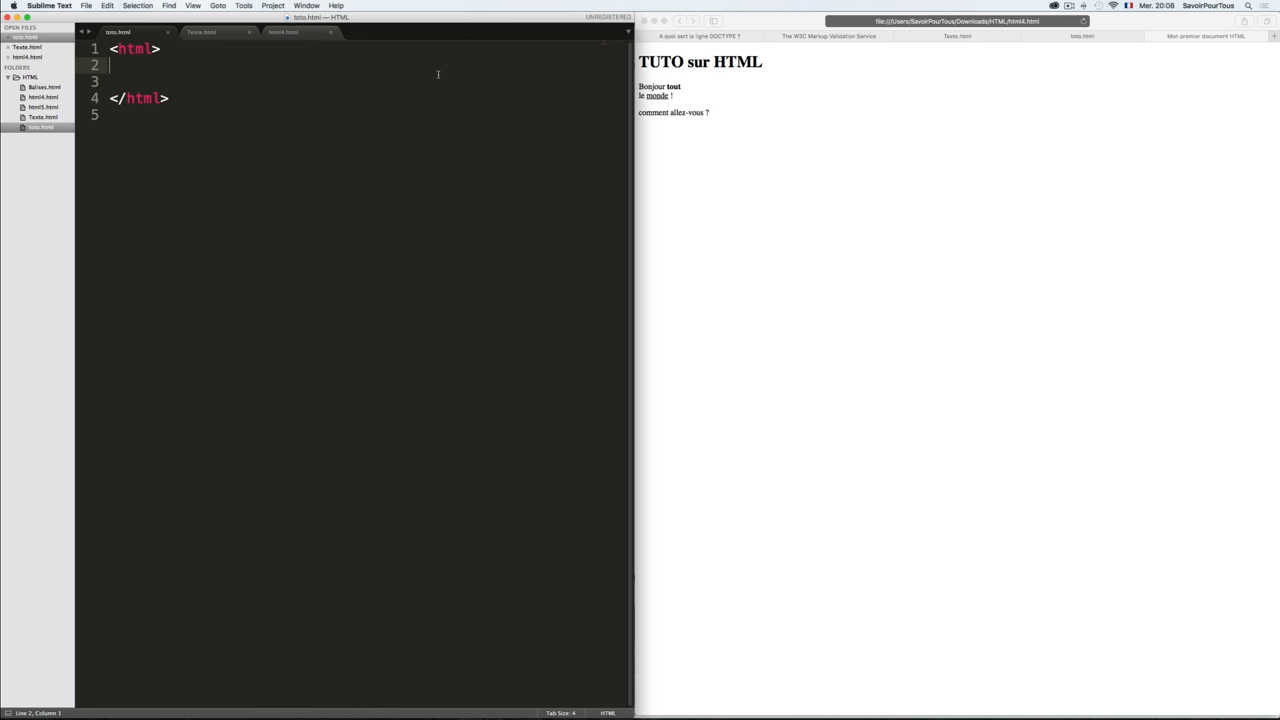 Sublime Text File Edit Selection Find View Goto Tools Project Window Help
Mer. 20:08 SavoirPourTous
toto.html — HTML
UNREGISTERED
OPEN FILES
toto.html
Texte.html
html4.html
FOLDERS
HTML
Balises.html
html4.html
html5.html
Texte.html
toto.html
toto.html Texte.html html4.html
1 <html>
2
3
4 </html>
5
Line 2, Column 1
Tab Size: 4
HTML
file:///Users/SavoirPourTous/Downloads/HTML/html4.html
A quoi sert la ligne DOCTYPE ? The W3C Markup Validation Service Texte.html toto.html Mon premier document HTML
TUTO sur HTML
Bonjour tout
le monde !
comment allez-vous ?